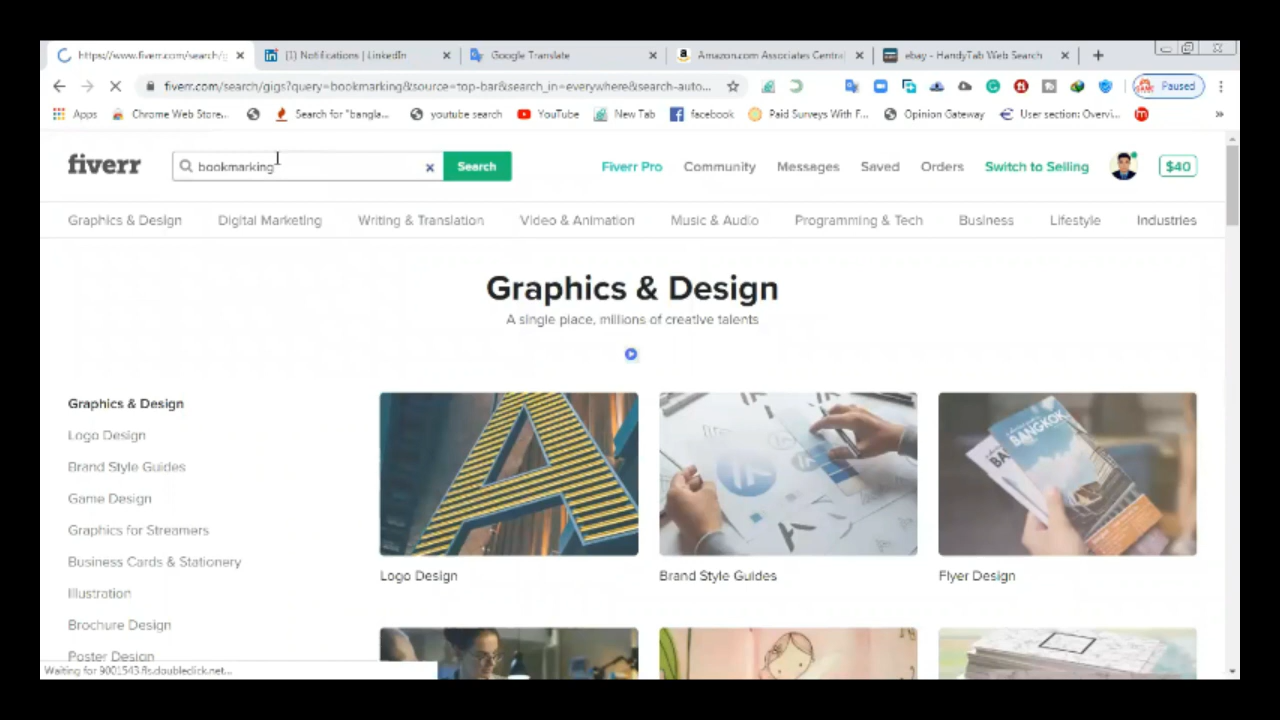 https://www.fiverr.com/search/g
(1) Notifications | LinkedIn
Google Translate
Amazon.com Associates Central
ebay - HandyTab Web Search
fiverr.com/search/gigs?query=bookmarking&source=top-bar&search_in=everywhere&search-auto...
Paused
Apps
Chrome Web Store...
Search for "bangla...
youtube search
YouTube
New Tab
facebook
Paid Surveys With F...
Opinion Gateway
User section: Overvi...
fiverr
bookmarking
Search
Fiverr Pro
Community
Messages
Saved
Orders
Switch to Selling
$40
Graphics & Design
Digital Marketing
Writing & Translation
Video & Animation
Music & Audio
Programming & Tech
Business
Lifestyle
Industries
Graphics & Design
A single place, millions of creative talents
Graphics & Design
Logo Design
Brand Style Guides
Game Design
Graphics for Streamers
Business Cards & Stationery
Illustration
Brochure Design
Poster Design
BANGKOK
Logo Design
Brand Style Guides
Flyer Design
Waiting for 9001543.fls.doubleclick.net...